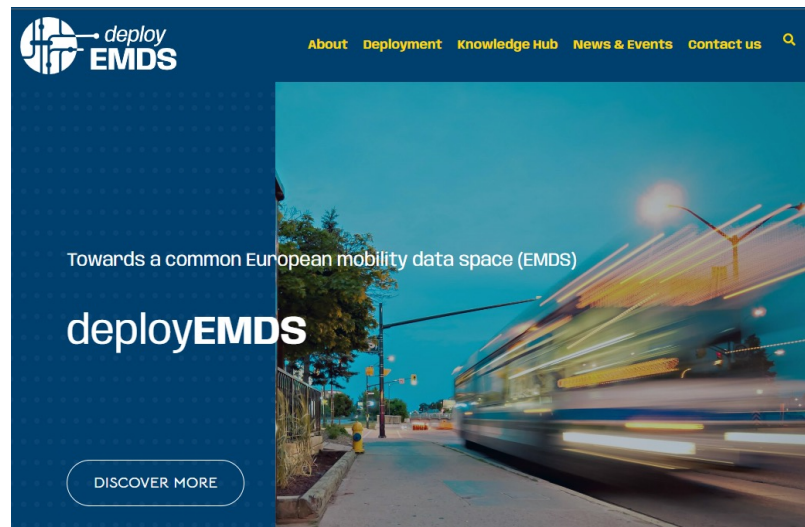 deploy
EMDS
About Deployment Knowledge Hub News & Events Contact us
Towards a common European mobility data space (EMDS)
deployEMDS
DISCOVER MORE